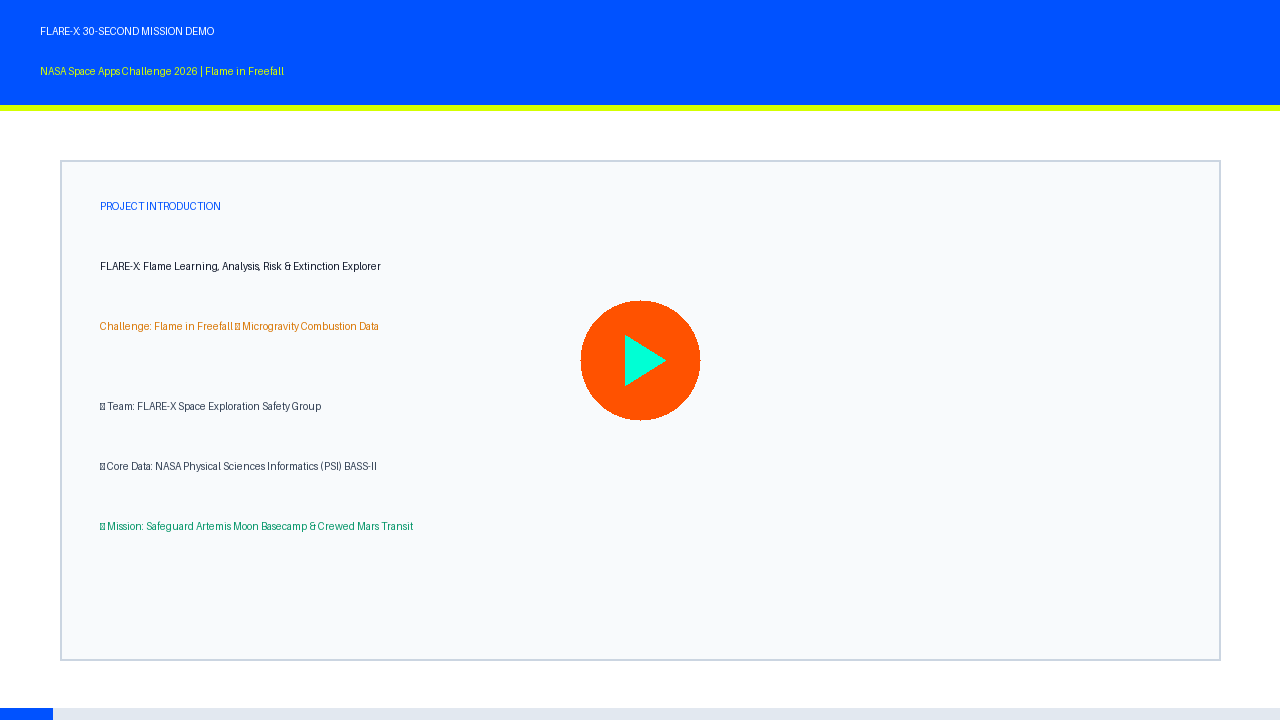 FLARE-X: 30-SECOND MISSION DEMO
NASA Space Apps Challenge 2026 | Flame in Freefall
PROJECT INTRODUCTION
FLARE-X: Flame Learning, Analysis, Risk & Extinction Explorer
Challenge: Flame in Freefall Microgravity Combustion Data
Team: FLARE-X Space Exploration Safety Group
Core Data: NASA Physical Sciences Informatics (PSI) BASS-II
Mission: Safeguard Artemis Moon Basecamp & Crewed Mars Transit